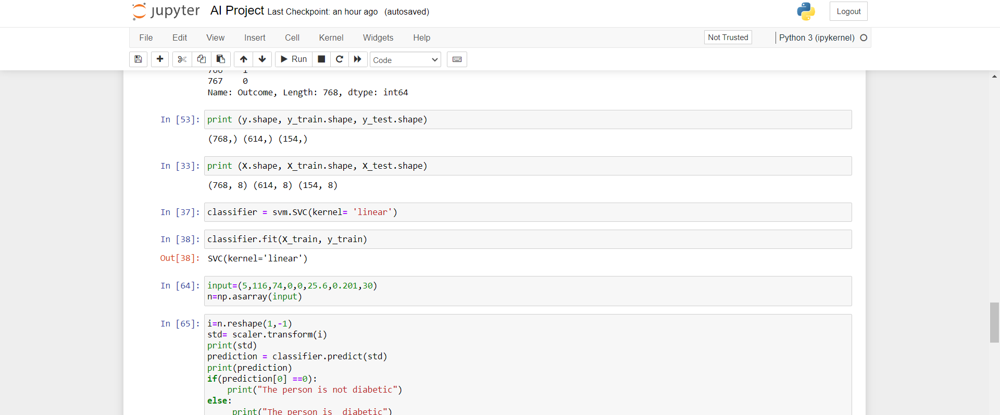 jupyter AI Project Last Checkpoint: an hour ago (autosaved) Logout
File Edit View Insert Cell Kernel Widgets Help Not Trusted Python 3 (ipykernel)
Run Code
766    1
767    0
Name: Outcome, Length: 768, dtype: int64
In [53]: print (y.shape, y_train.shape, y_test.shape)
(768,) (614,) (154,)
In [33]: print (X.shape, X_train.shape, X_test.shape)
(768, 8) (614, 8) (154, 8)
In [37]: classifier = svm.SVC(kernel= 'linear')
In [38]: classifier.fit(X_train, y_train)
Out[38]: SVC(kernel='linear')
In [64]: input=(5,116,74,0,0,25.6,0.201,30)
n=np.asarray(input)
In [65]: i=n.reshape(1,-1)
std= scaler.transform(i)
print(std)
prediction = classifier.predict(std)
print(prediction)
if(prediction[0] ==0):
    print("The person is not diabetic")
else:
     print("The person is  diabetic")